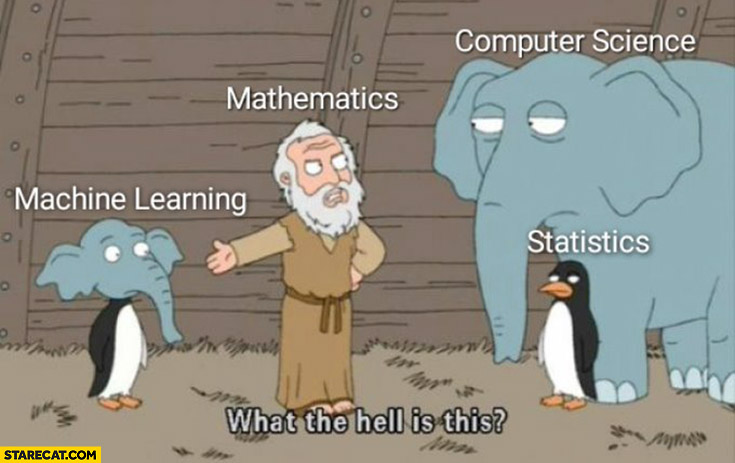 Computer Science
Mathematics
Machine Learning
Statistics
What the hell is this?
STARECAT.COM